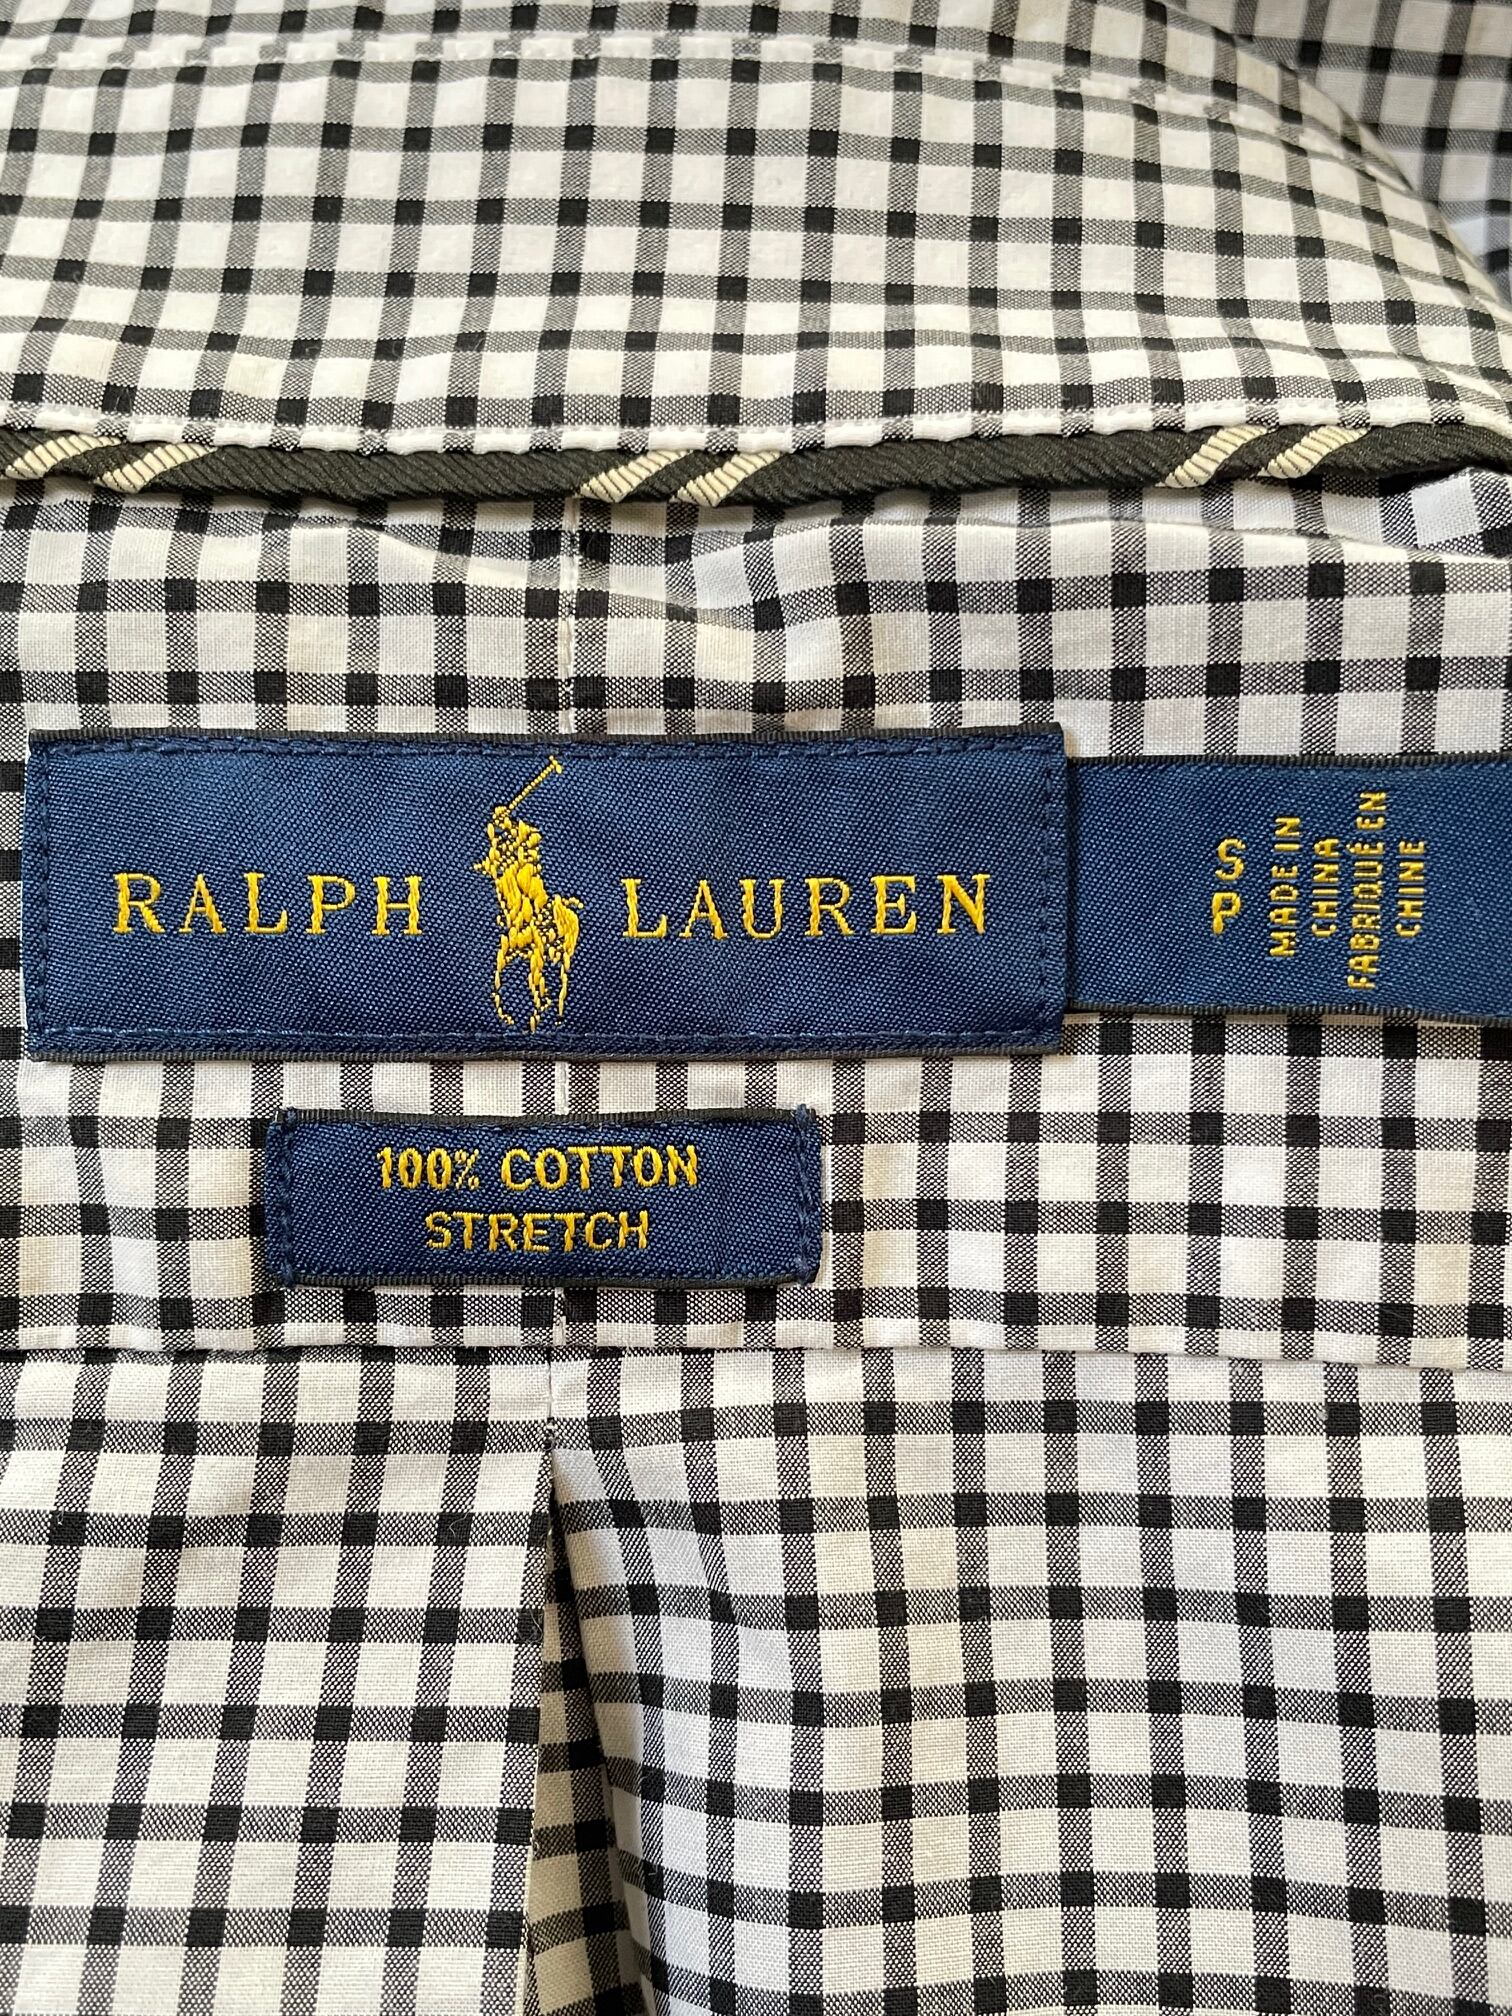 RALPH LAUREN
S
P
MADE IN
CHINA
FABRIQUÉ EN
CHINE
100% COTTON
STRETCH